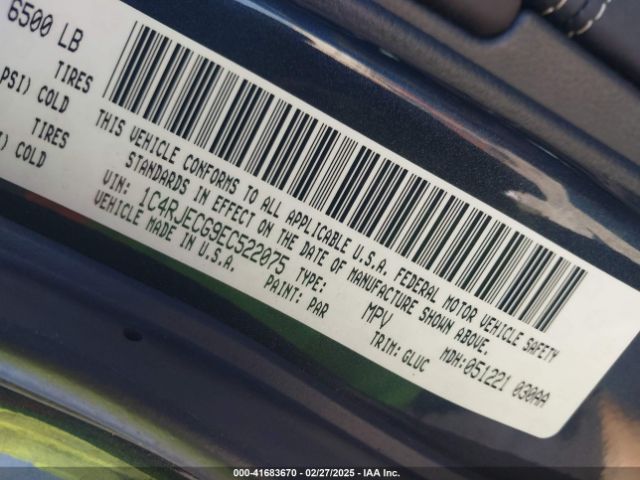 6500 LB
TIRES
PSI) COLD
TIRES
SI) COLD
THIS VEHICLE CONFORMS TO ALL APPLICABLE U.S.A. FEDERAL MOTOR VEHICLE SAFETY
STANDARDS IN EFFECT ON THE DATE OF MANUFACTURE SHOWN ABOVE.
VIN: 1C4RJECG9EC522075 TYPE: MPV MDH:051221 030AA
VEHICLE MADE IN U.S.A. PAINT: PAR TRIM:GLUC
000-41683670 - 02/27/2025 - IAA Inc.